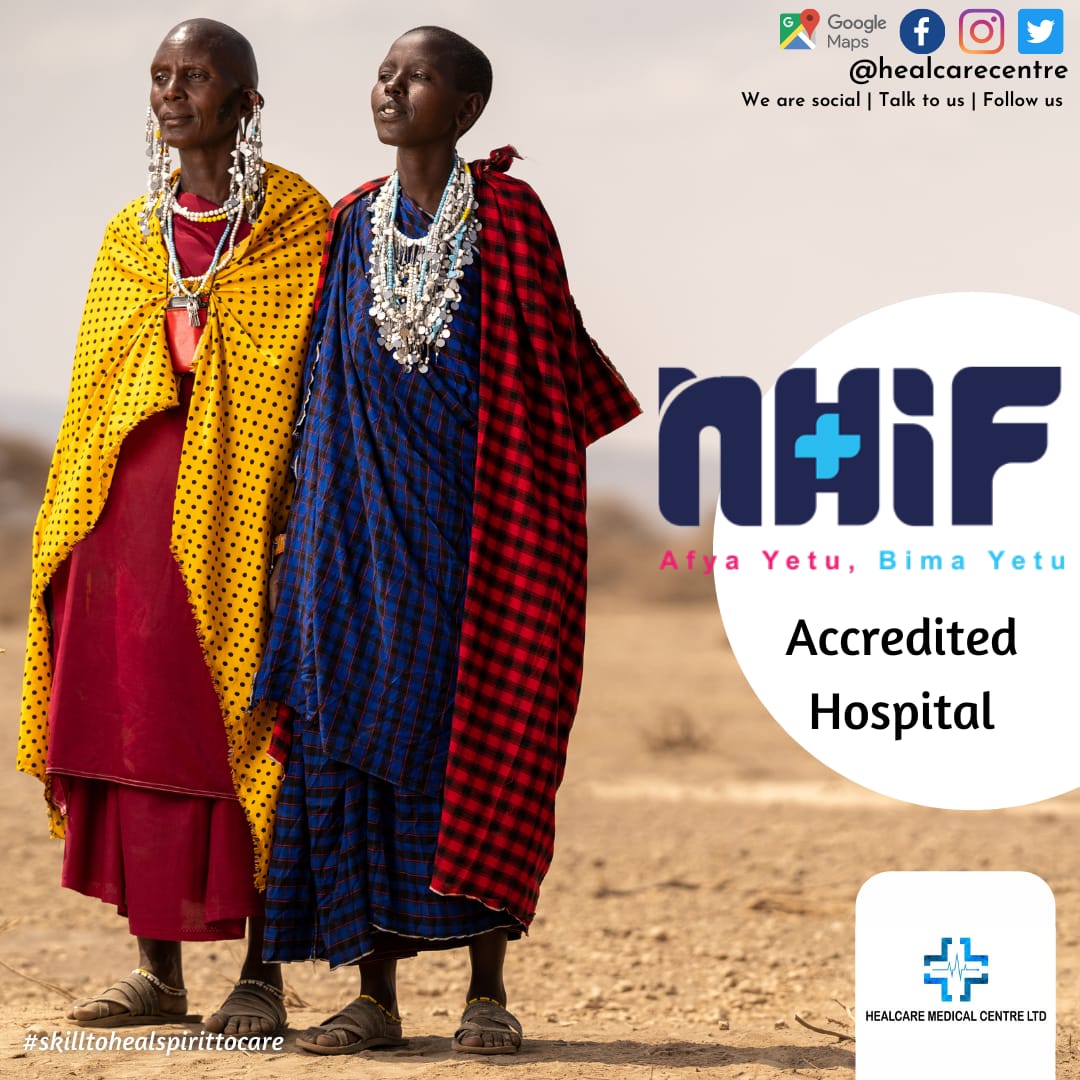 Google
Maps
@healcarecentre
We are social | Talk to us | Follow us
NHiF
Afya Yetu, Bima Yetu
Accredited
Hospital
HEALCARE MEDICAL CENTRE LTD
#skilltohealspirittocare